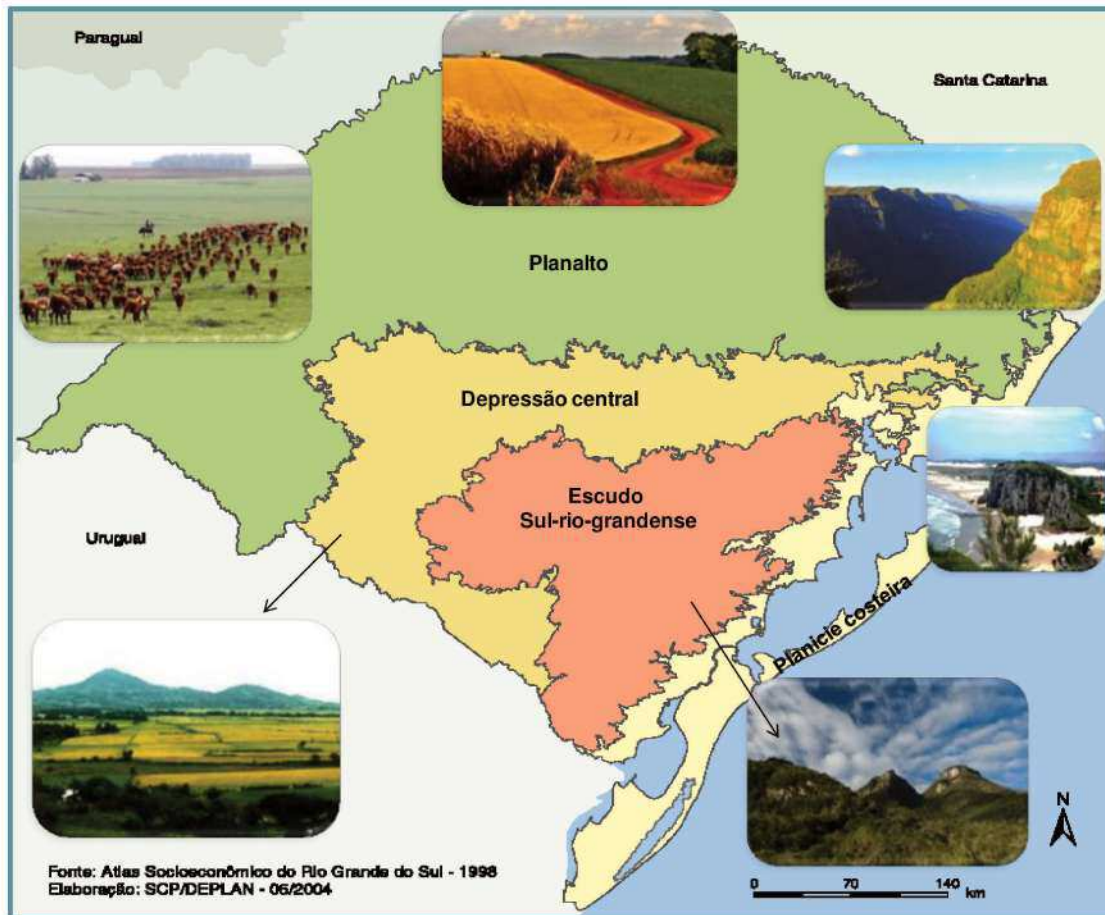 Paraguai
Santa Catarina
Planalto
Depressão central
Escudo
Sul-rio-grandense
Uruguai
Planície costeira
Fonte: Atlas Socioeconômico do Rio Grande do Sul - 1998
Elaboração: SCP/DEPLAN - 06/2004
N
0 70 140
km